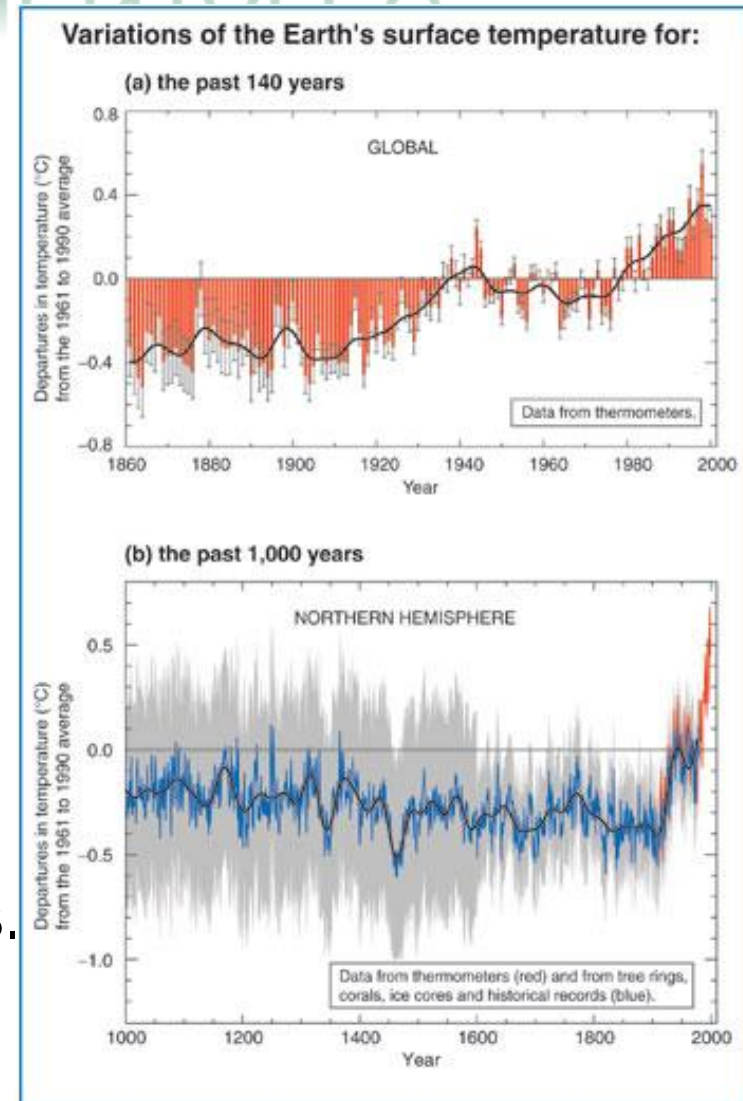 Variations of the Earth's surface temperature for:
(a) the past 140 years
GLOBAL
Departures in temperature (°C)
from the 1961 to 1990 average
0.8
0.4
0.0
−0.4
−0.8
Data from thermometers.
1860 1880 1900 1920 1940 1960 1980 2000
Year
(b) the past 1,000 years
NORTHERN HEMISPHERE
Departures in temperature (°C)
from the 1961 to 1990 average
0.5
0.0
−0.5
−1.0
Data from thermometers (red) and from tree rings,
corals, ice cores and historical records (blue).
1000 1200 1400 1600 1800 2000
Year